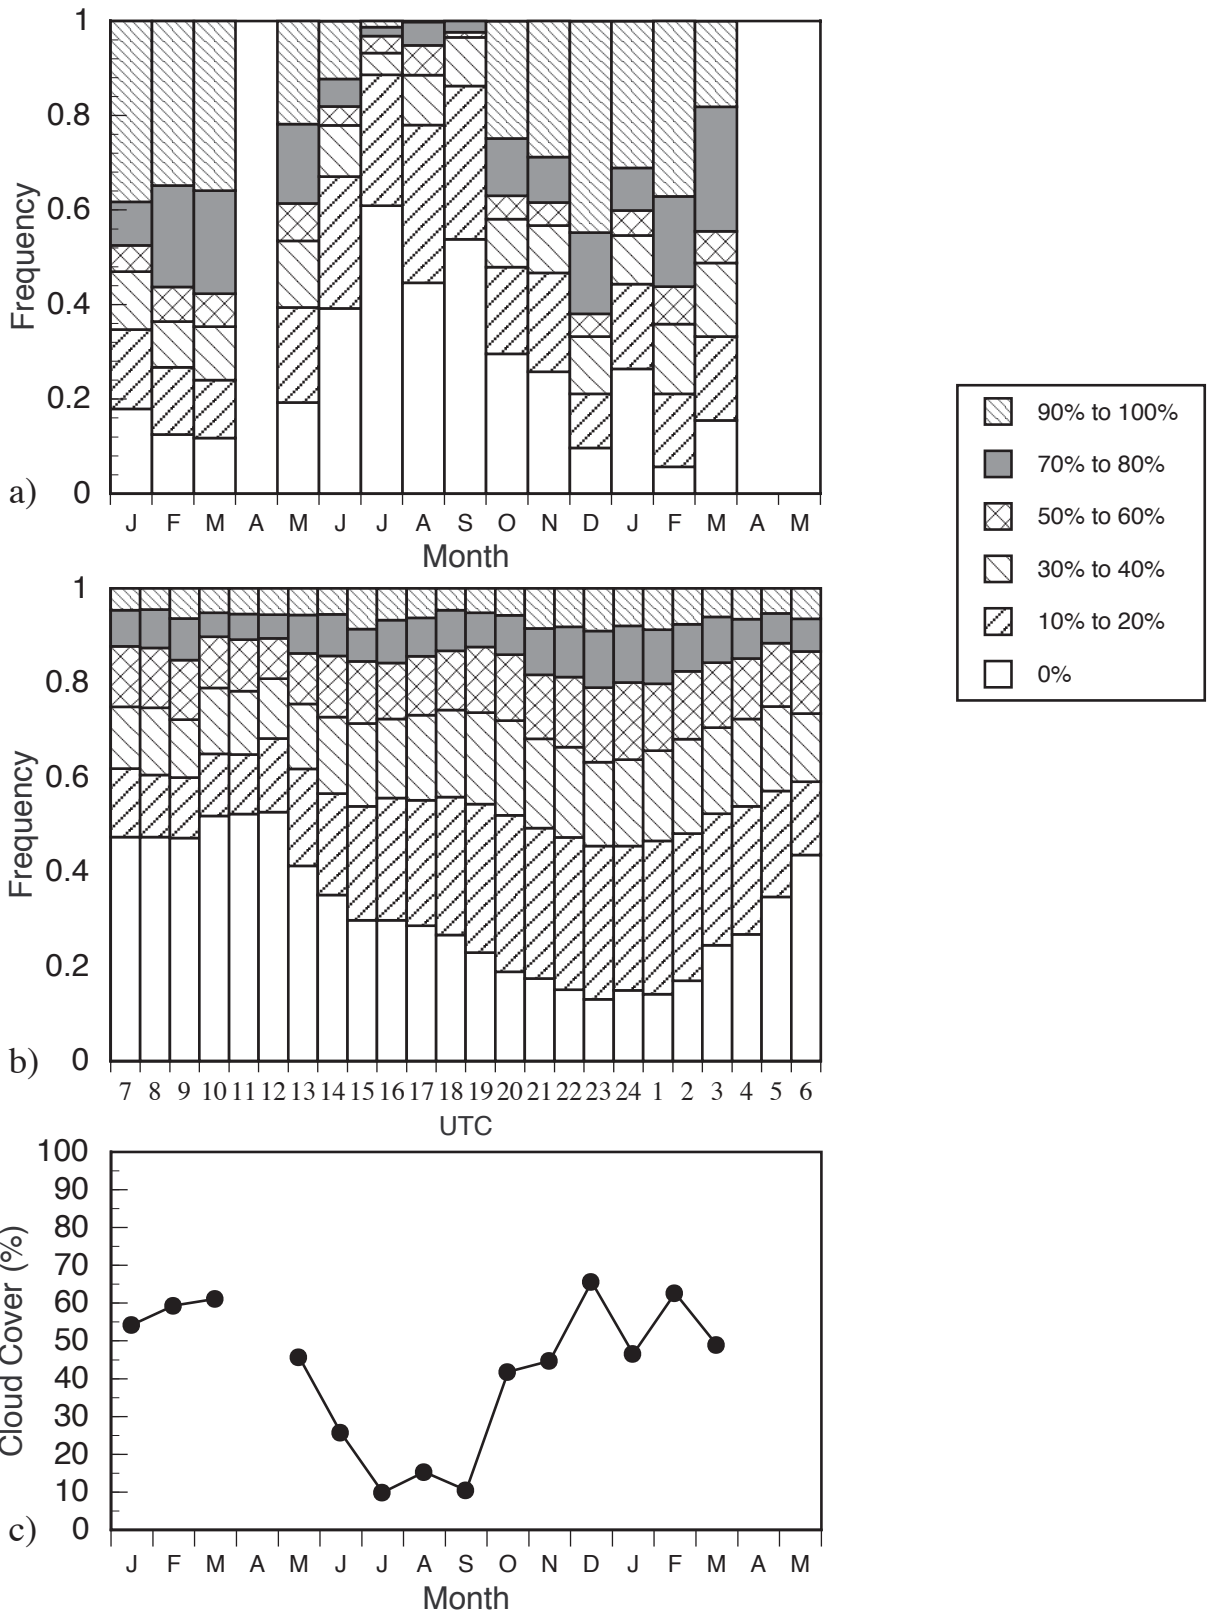 1
0.8
0.6
0.4
0.2
0
Frequency
a)
J F M A M J J A S O N D J F M A M
Month
90% to 100%
70% to 80%
50% to 60%
30% to 40%
10% to 20%
0%
1
0.8
0.6
0.4
0.2
0
Frequency
b)
7 8 9 10 11 12 13 14 15 16 17 18 19 20 21 22 23 24 1 2 3 4 5 6
UTC
100
90
80
70
60
50
40
30
20
10
0
Cloud Cover (%)
c)
J F M A M J J A S O N D J F M A M
Month